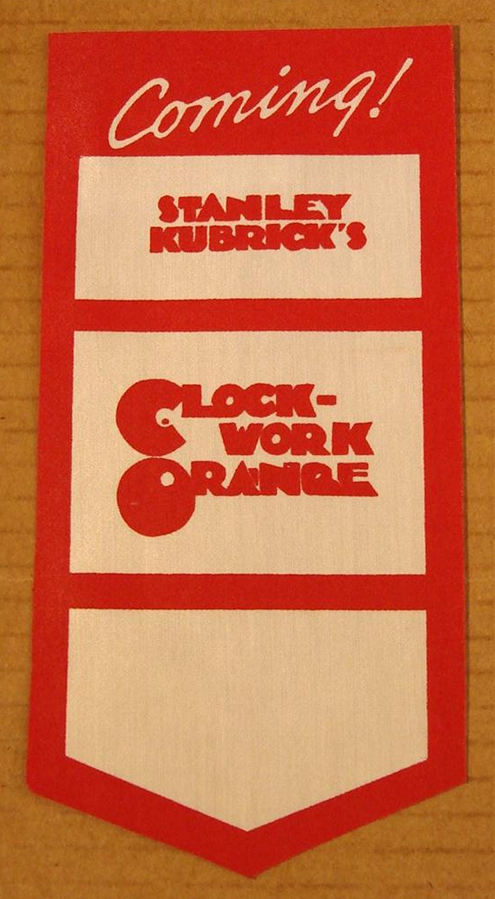 Coming!
STANLEY
KUBRICK'S
CLOCK-
WORK
ORANGE